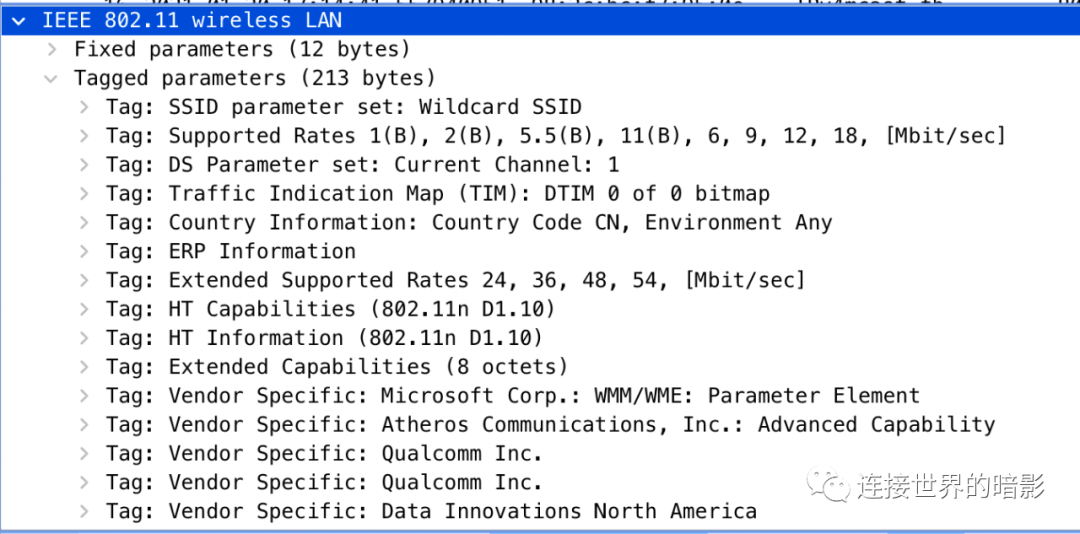 IEEE 802.11 wireless LAN
Fixed parameters (12 bytes)
Tagged parameters (213 bytes)
Tag: SSID parameter set: Wildcard SSID
Tag: Supported Rates 1(B), 2(B), 5.5(B), 11(B), 6, 9, 12, 18, [Mbit/sec]
Tag: DS Parameter set: Current Channel: 1
Tag: Traffic Indication Map (TIM): DTIM 0 of 0 bitmap
Tag: Country Information: Country Code CN, Environment Any
Tag: ERP Information
Tag: Extended Supported Rates 24, 36, 48, 54, [Mbit/sec]
Tag: HT Capabilities (802.11n D1.10)
Tag: HT Information (802.11n D1.10)
Tag: Extended Capabilities (8 octets)
Tag: Vendor Specific: Microsoft Corp.: WMM/WME: Parameter Element
Tag: Vendor Specific: Atheros Communications, Inc.: Advanced Capability
Tag: Vendor Specific: Qualcomm Inc.
Tag: Vendor Specific: Qualcomm Inc.
Tag: Vendor Specific: Data Innovations North America
连接世界的暗影